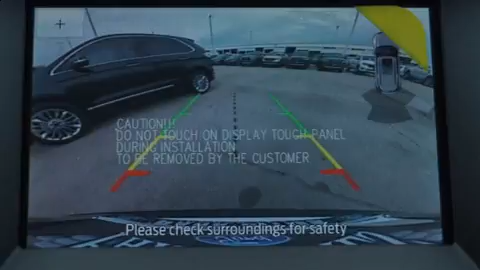 CAUTION!!
DO NOT TOUCH ON DISPLAY TOUCH PANEL
DURING INSTALLATION.
TO BE REMOVED BY THE CUSTOMER
Please check surroundings for safety